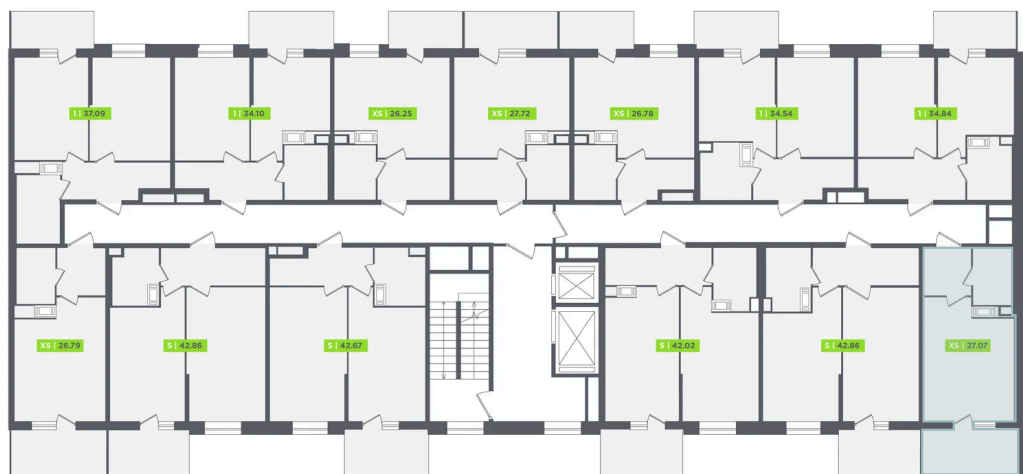 1 | 37.09
1 | 34.10
XS | 26.25
XS | 27.72
XS | 26.78
1 | 34.54
1 | 34.84
XS | 26.79
S | 42.86
S | 42.67
S | 42.02
S | 42.86
XS | 27.07